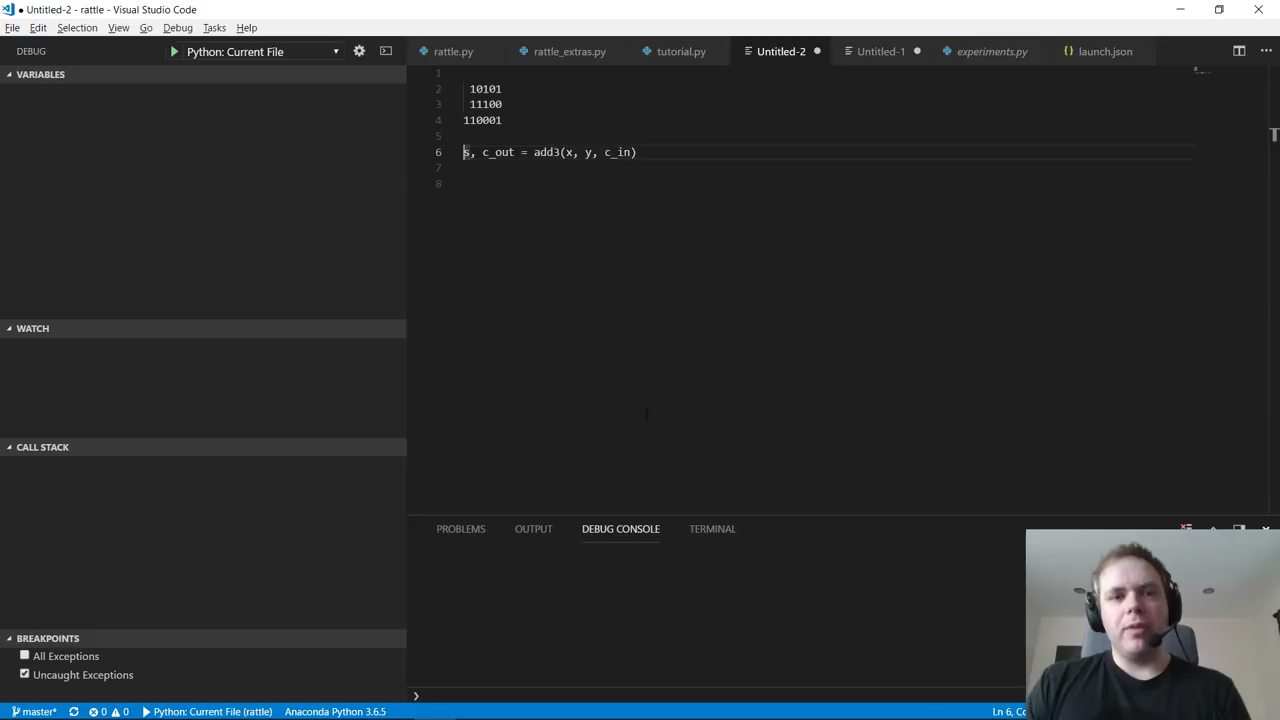 Untitled-2 - rattle - Visual Studio Code
File Edit Selection View Go Debug Tasks Help
DEBUG Python: Current File
rattle.py rattle_extras.py tutorial.py Untitled-2 Untitled-1 experiments.py launch.json
VARIABLES
1
2 10101
3 11100
4 110001
5
6 s, c_out = add3(x, y, c_in)
7
8
WATCH
CALL STACK
PROBLEMS OUTPUT DEBUG CONSOLE TERMINAL
BREAKPOINTS
All Exceptions
Uncaught Exceptions
master* 0 0 Python: Current File (rattle) Anaconda Python 3.6.5 Ln 6,